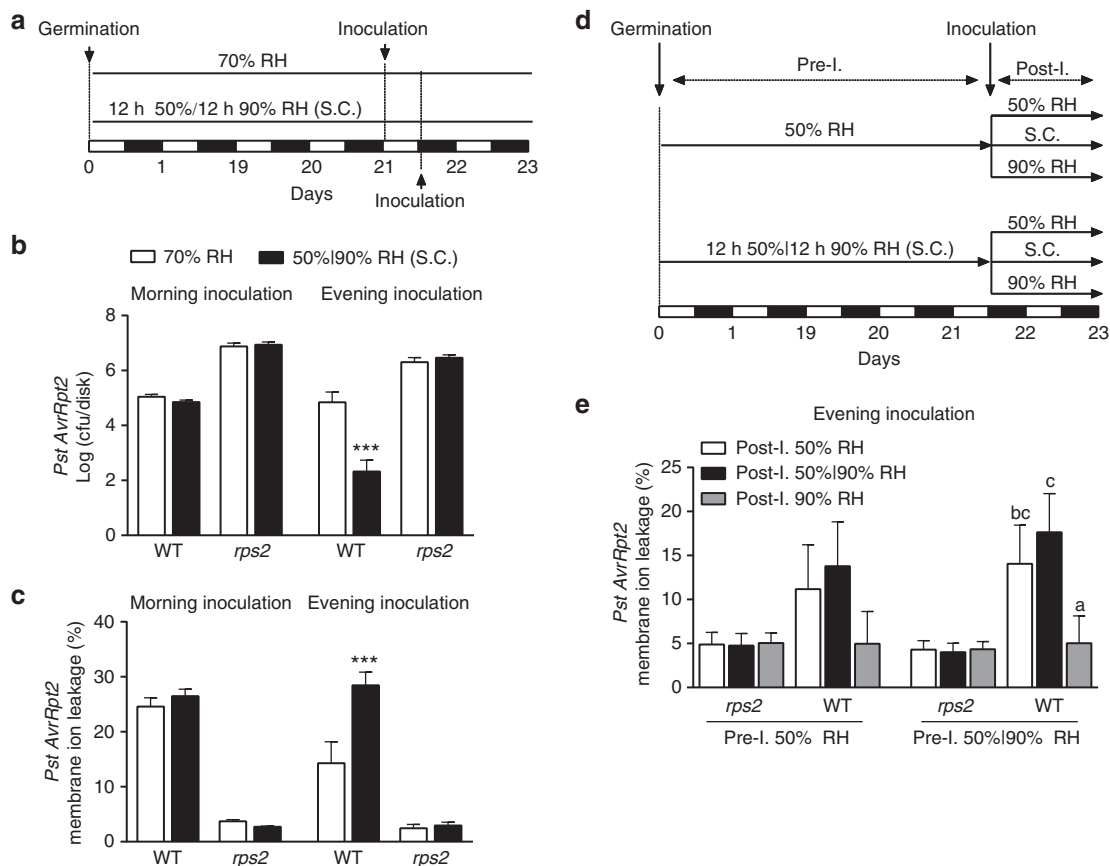 a
Germination
Inoculation
70% RH
12 h 50%/12 h 90% RH (S.C.)
0 1 19 20 21 22 23
Days
Inoculation
b
70% RH 50%|90% RH (S.C.)
Morning inoculation Evening inoculation
Pst AvrRpt2
Log (cfu/disk)
8
6
4
2
0
***
WT rps2 WT rps2
c
Morning inoculation Evening inoculation
Pst AvrRpt2
membrane ion leakage (%)
40
30
20
10
0
***
WT rps2 WT rps2
d
Germination
Inoculation
Pre-I.
Post-I.
50% RH
50% RH
S.C.
90% RH
12 h 50%|12 h 90% RH (S.C.)
50% RH
S.C.
90% RH
0 1 19 20 21 22 23
Days
e
Evening inoculation
Post-I. 50% RH
Post-I. 50%|90% RH
Post-I. 90% RH
Pst AvrRpt2
membrane ion leakage (%)
25
20
15
10
5
0
bc
c
a
rps2 WT rps2 WT
Pre-I. 50% RH Pre-I. 50%|90% RH